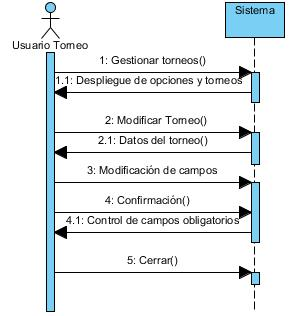 Sistema
Usuario Torneo
1: Gestionar torneos()
1.1: Despliegue de opciones y torneos
2: Modificar Torneo()
2.1: Datos del torneo()
3: Modificación de campos
4: Confirmación()
4.1: Control de campos obligatorios
5: Cerrar()